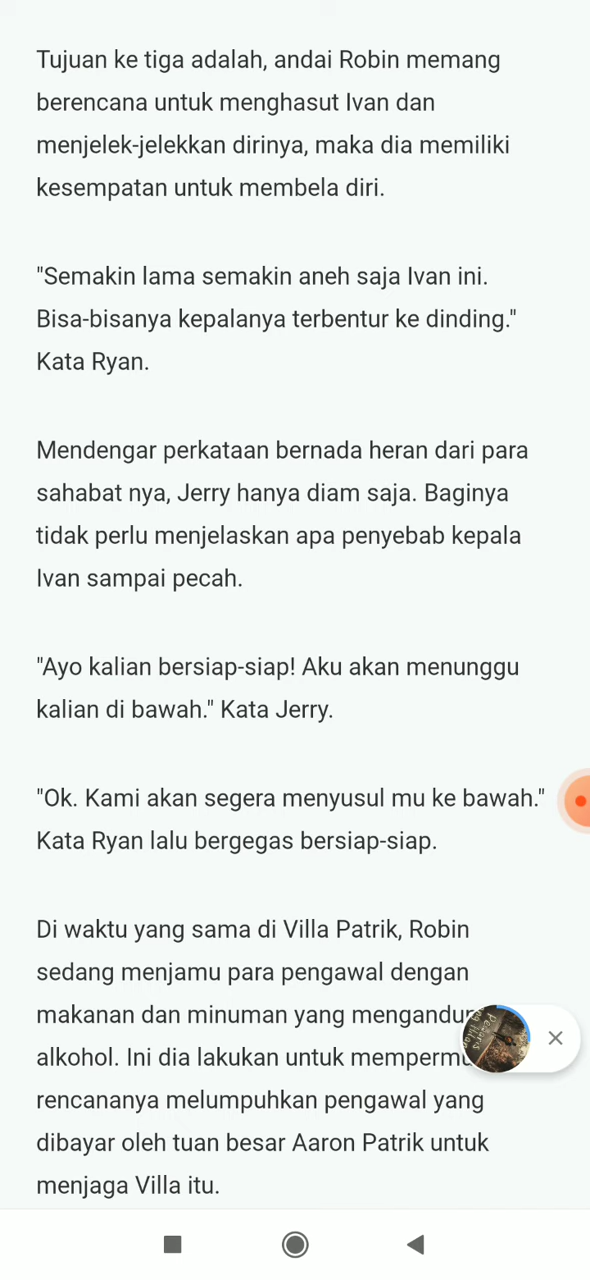 Tujuan ke tiga adalah, andai Robin memang
berencana untuk menghasut Ivan dan
menjelek-jelekkan dirinya, maka dia memiliki
kesempatan untuk membela diri.
"Semakin lama semakin aneh saja Ivan ini.
Bisa-bisanya kepalanya terbentur ke dinding."
Kata Ryan.
Mendengar perkataan bernada heran dari para
sahabat nya, Jerry hanya diam saja. Baginya
tidak perlu menjelaskan apa penyebab kepala
Ivan sampai pecah.
"Ayo kalian bersiap-siap! Aku akan menunggu
kalian di bawah." Kata Jerry.
"Ok. Kami akan segera menyusul mu ke bawah."
Kata Ryan lalu bergegas bersiap-siap.
Di waktu yang sama di Villa Patrik, Robin
sedang menjamu para pengawal dengan
makanan dan minuman yang
alkohol. Ini dia lakukan untuk
rencananya melumpuhkan pengawal yang
dibayar oleh tuan besar Aaron Patrik untuk
menjaga Villa itu.